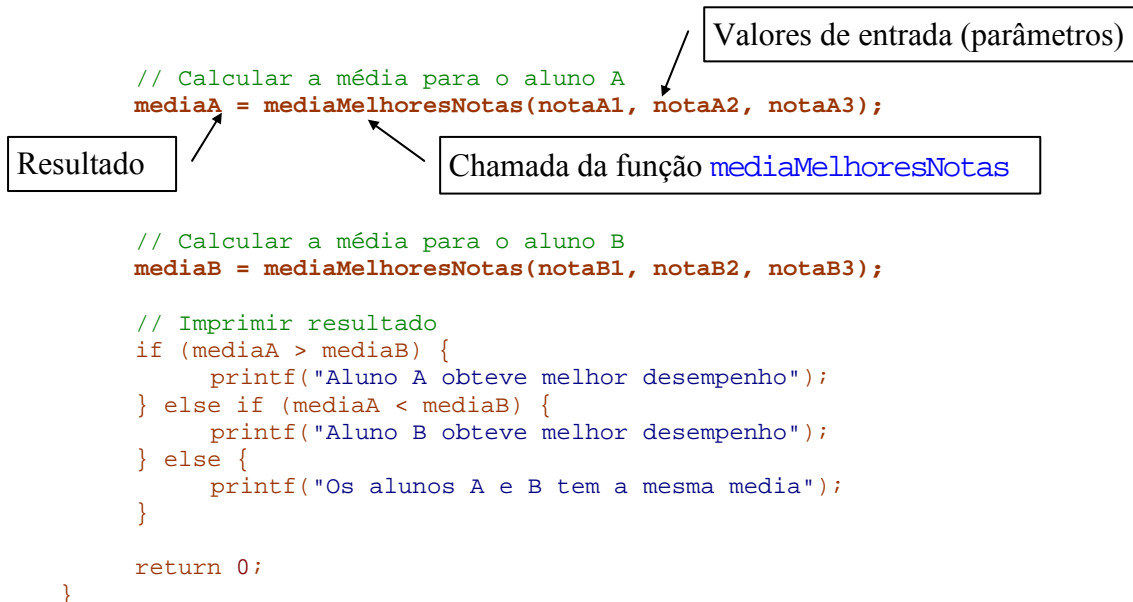 Valores de entrada (parâmetros)
// Calcular a média para o aluno A
mediaA = mediaMelhoresNotas(notaA1, notaA2, notaA3);
Resultado
Chamada da função mediaMelhoresNotas
// Calcular a média para o aluno B
mediaB = mediaMelhoresNotas(notaB1, notaB2, notaB3);
// Imprimir resultado
if (mediaA > mediaB) {
printf("Aluno A obteve melhor desempenho");
} else if (mediaA < mediaB) {
printf("Aluno B obteve melhor desempenho");
} else {
printf("Os alunos A e B tem a mesma media");
}
return 0;
}